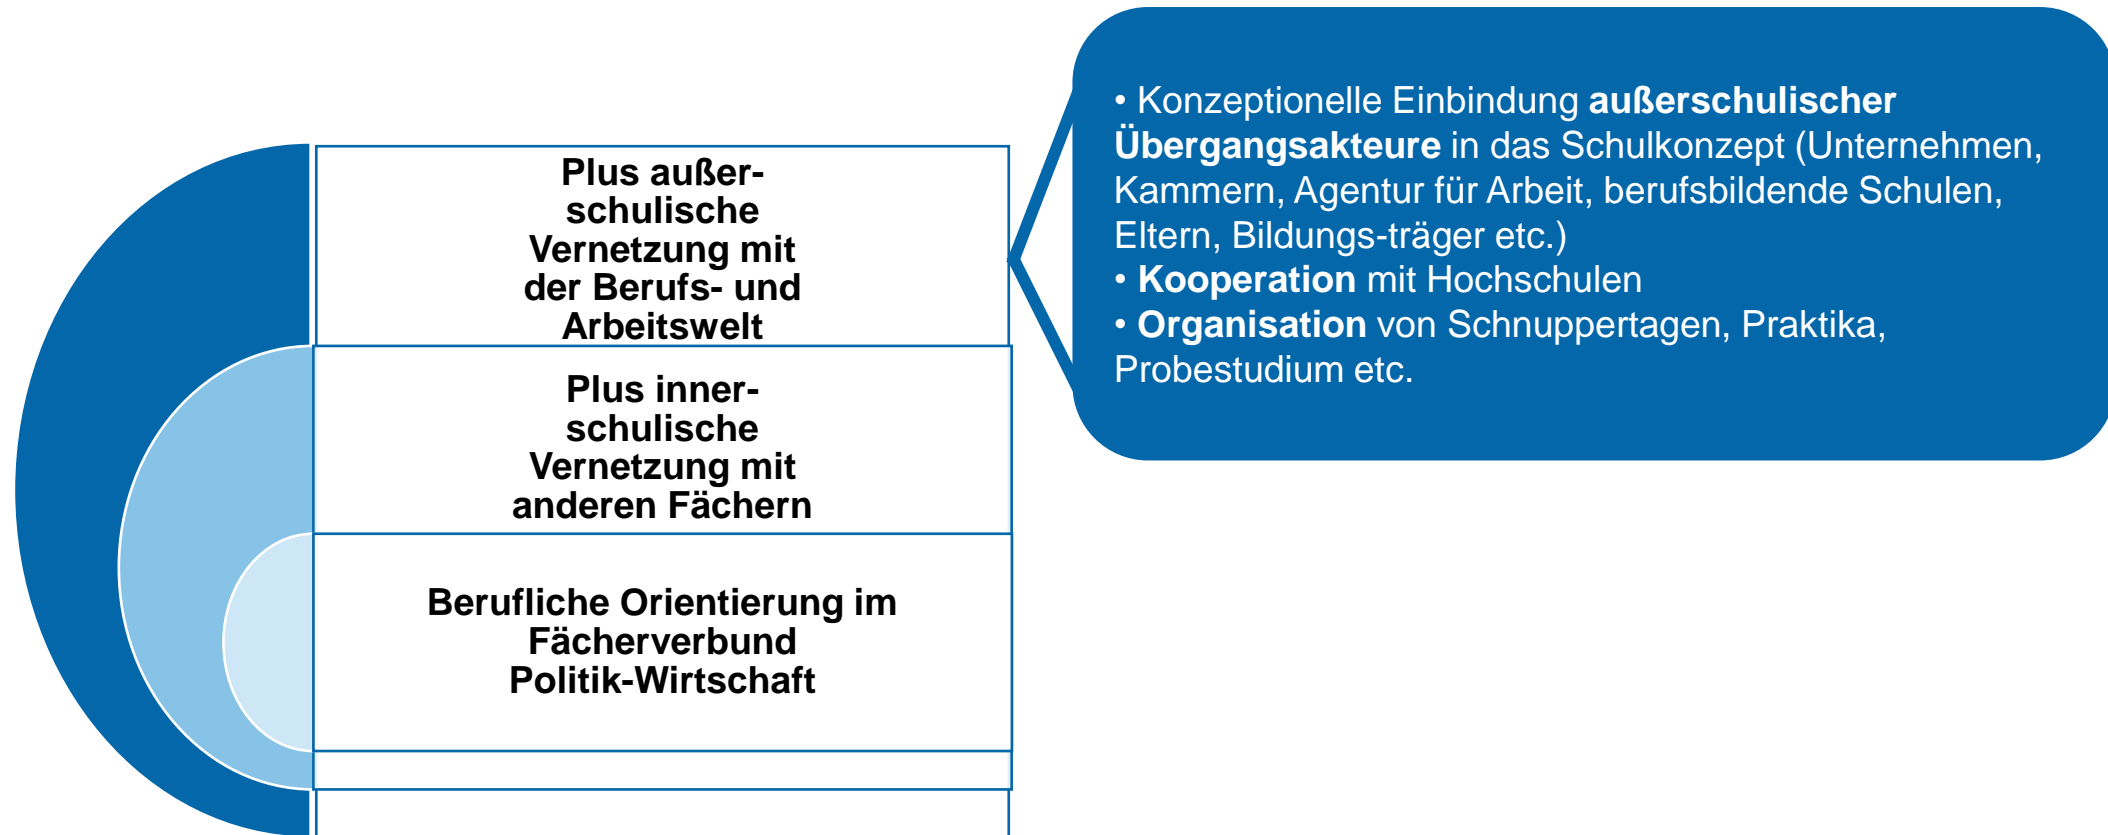 Plus außer-
schulische
Vernetzung mit
der Berufs- und
Arbeitswelt
Plus inner-
schulische
Vernetzung mit
anderen Fächern
Berufliche Orientierung im
Fächerverbund
Politik-Wirtschaft
• Konzeptionelle Einbindung außerschulischer
Übergangsakteure in das Schulkonzept (Unternehmen,
Kammern, Agentur für Arbeit, berufsbildende Schulen,
Eltern, Bildungs-träger etc.)
• Kooperation mit Hochschulen
• Organisation von Schnuppertagen, Praktika,
Probestudium etc.